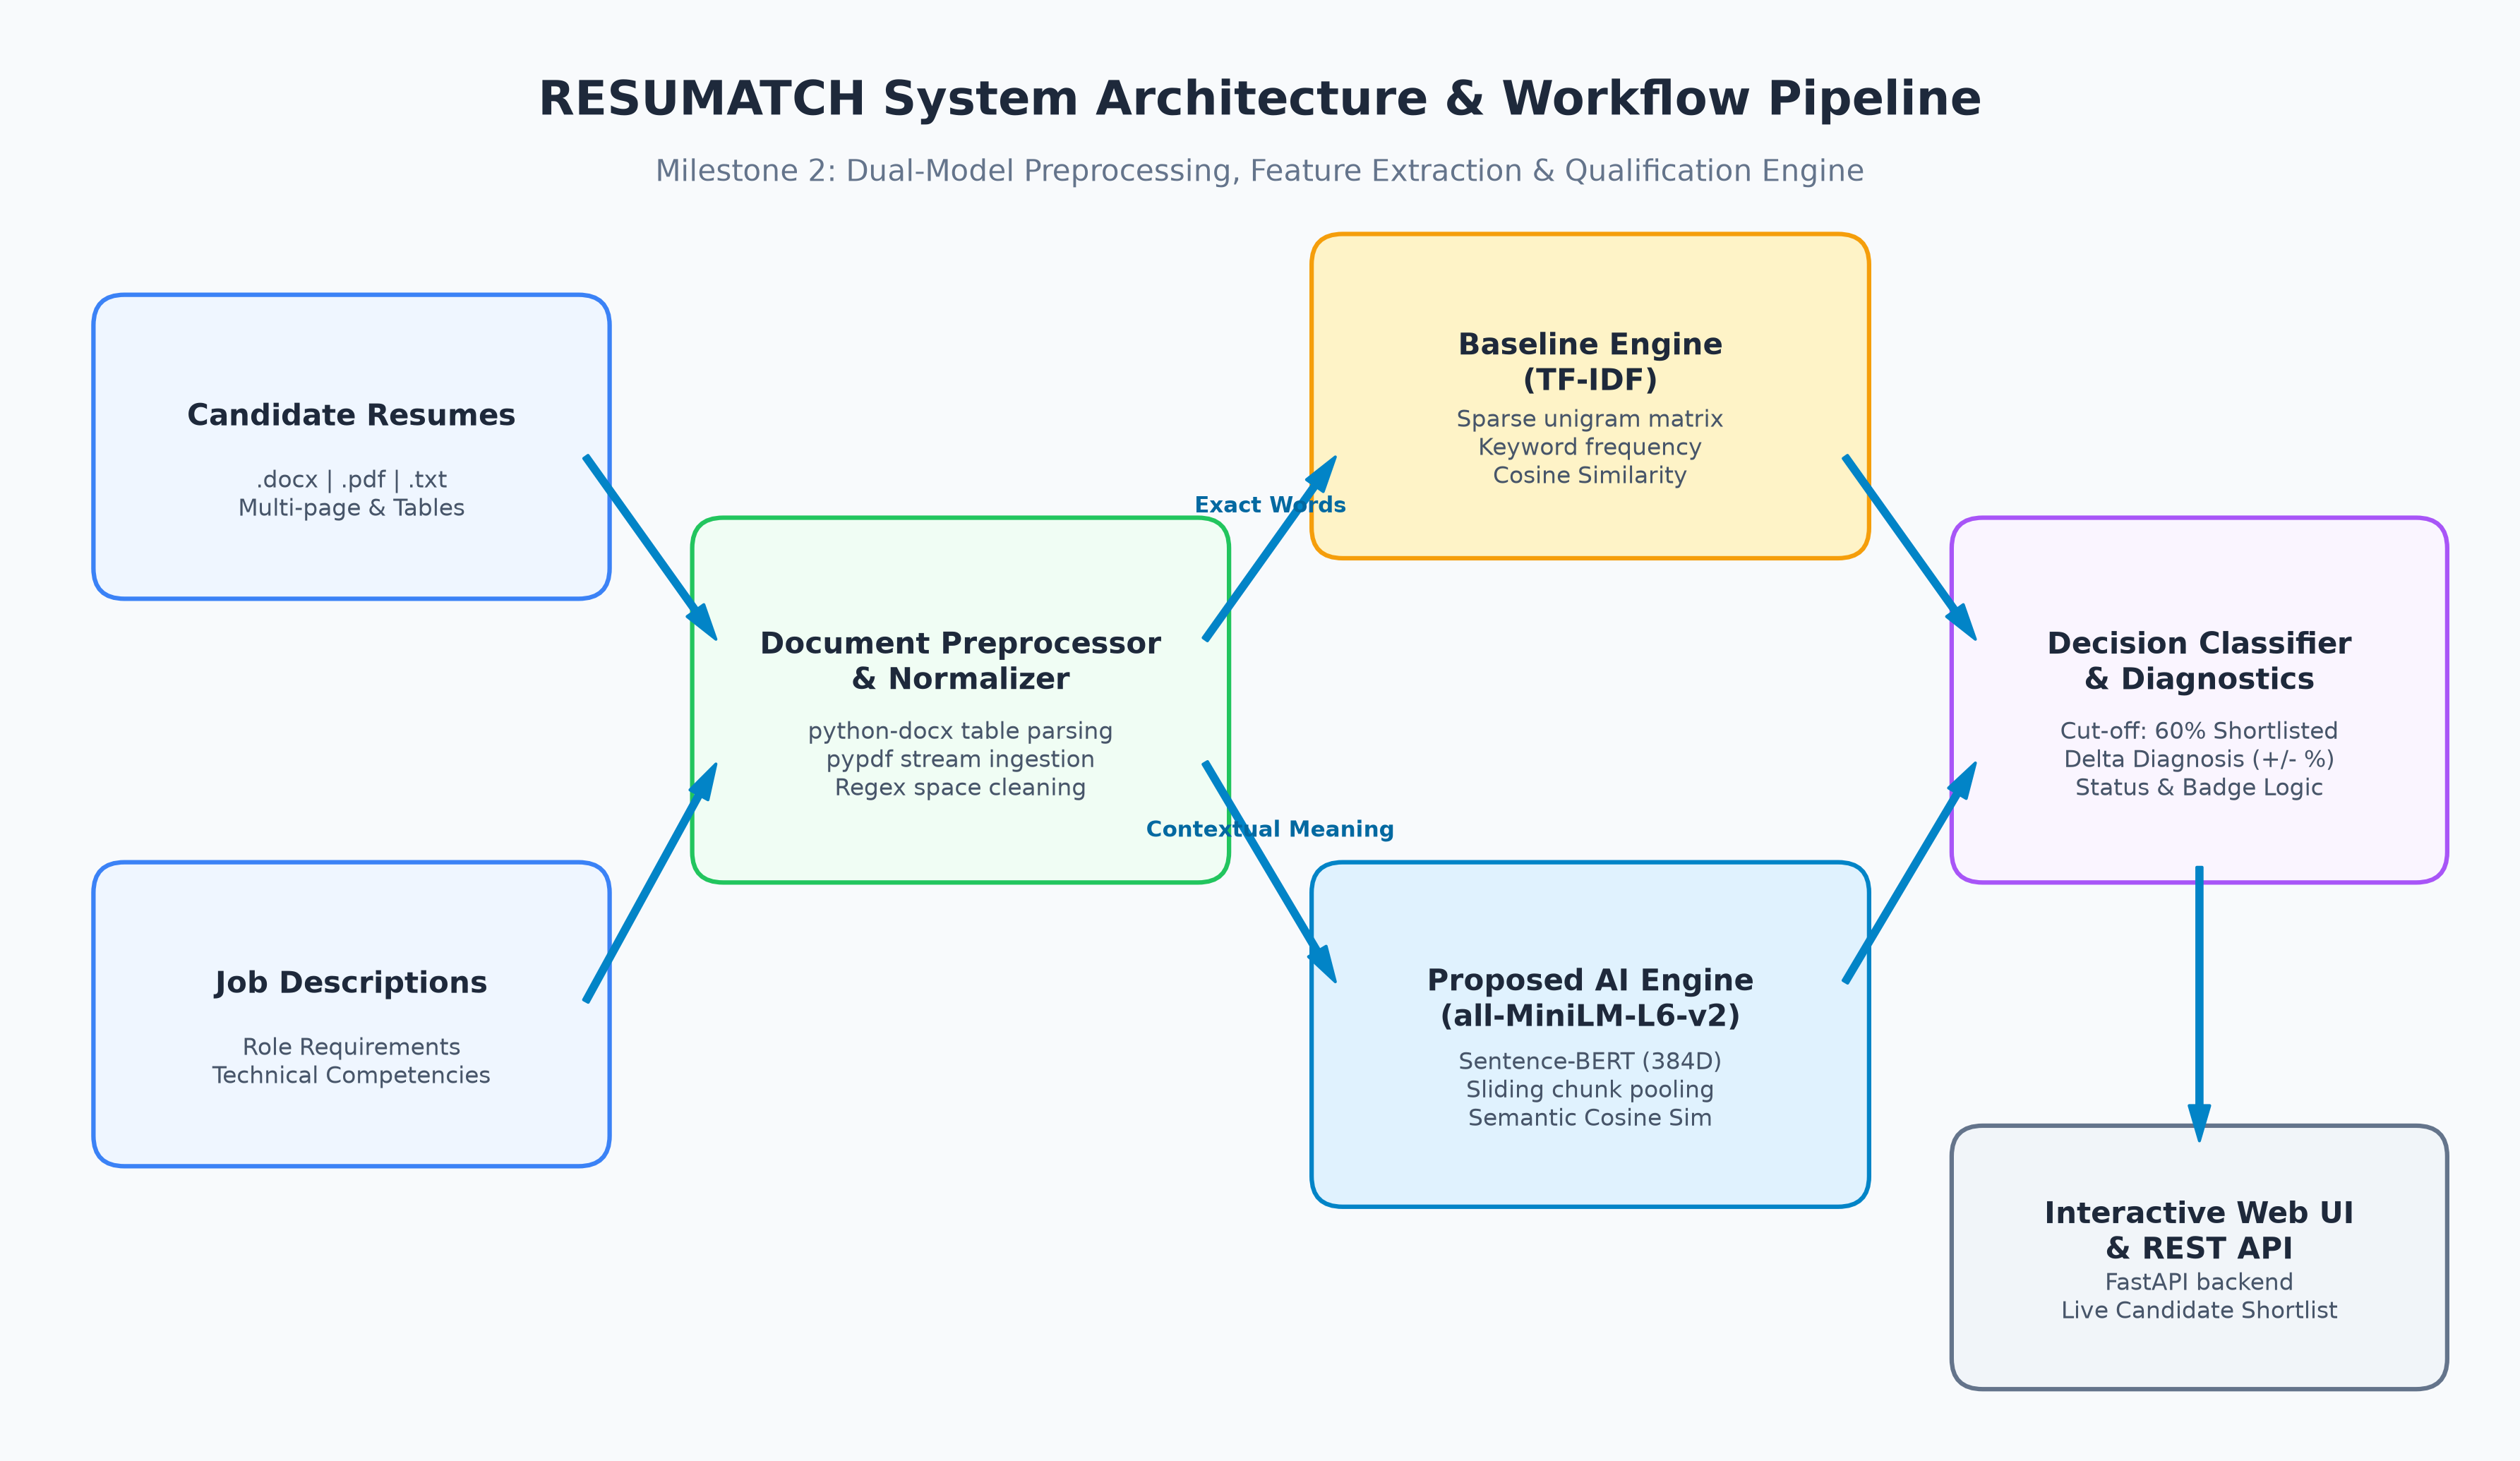 RESUMATCH System Architecture & Workflow Pipeline
Milestone 2: Dual-Model Preprocessing, Feature Extraction & Qualification Engine
Candidate Resumes
.docx | .pdf | .txt
Multi-page & Tables
Job Descriptions
Role Requirements
Technical Competencies
Document Preprocessor
& Normalizer
python-docx table parsing
pypdf stream ingestion
Regex space cleaning
Exact Words
Contextual Meaning
Baseline Engine
(TF-IDF)
Sparse unigram matrix
Keyword frequency
Cosine Similarity
Proposed AI Engine
(all-MiniLM-L6-v2)
Sentence-BERT (384D)
Sliding chunk pooling
Semantic Cosine Sim
Decision Classifier
& Diagnostics
Cut-off: 60% Shortlisted
Delta Diagnosis (+/- %)
Status & Badge Logic
Interactive Web UI
& REST API
FastAPI backend
Live Candidate Shortlist